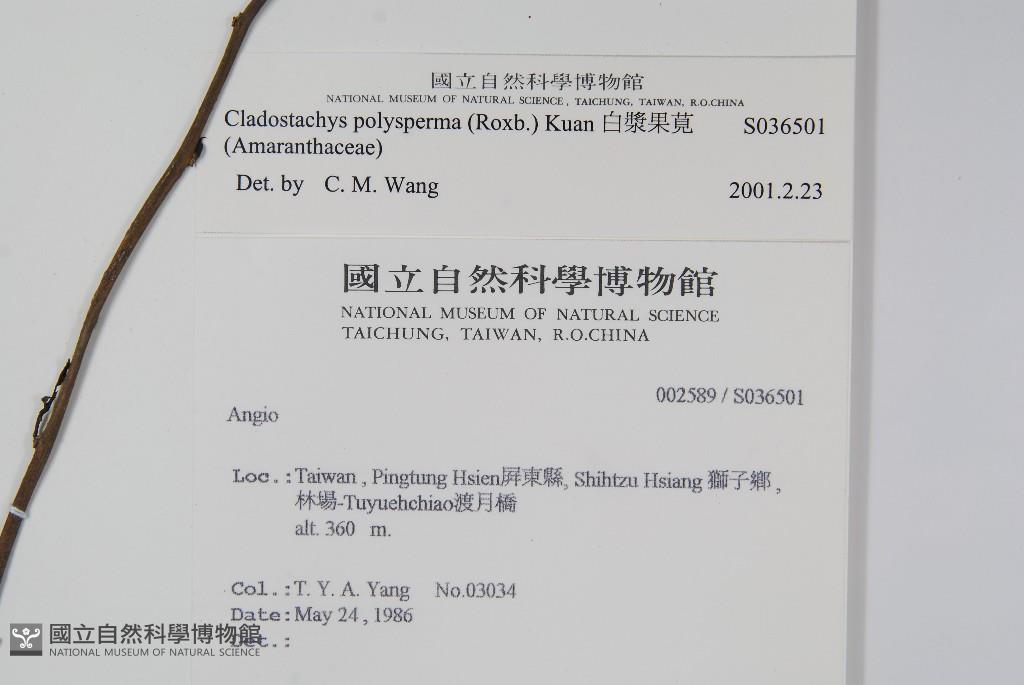 國立自然科學博物館
NATIONAL MUSEUM OF NATURAL SCIENCE, TAICHUNG, TAIWAN, R.O.CHINA
Cladostachys polysperma (Roxb.) Kuan 白漿果莧 S036501
(Amaranthaceae)
Det. by C. M. Wang 2001.2.23
國立自然科學博物館
NATIONAL MUSEUM OF NATURAL SCIENCE
TAICHUNG, TAIWAN, R.O.CHINA
002589 / S036501
Angio
Loc.:Taiwan , Pingtung Hsien屏東縣, Shihtzu Hsiang 獅子鄉 ,
林場-Tuyuehchiao渡月橋
alt. 360 m.
Col.:T. Y. A. Yang No.03034
Date:May 24 , 1986
Det.:
國立自然科學博物館
NATIONAL MUSEUM OF NATURAL SCIENCE